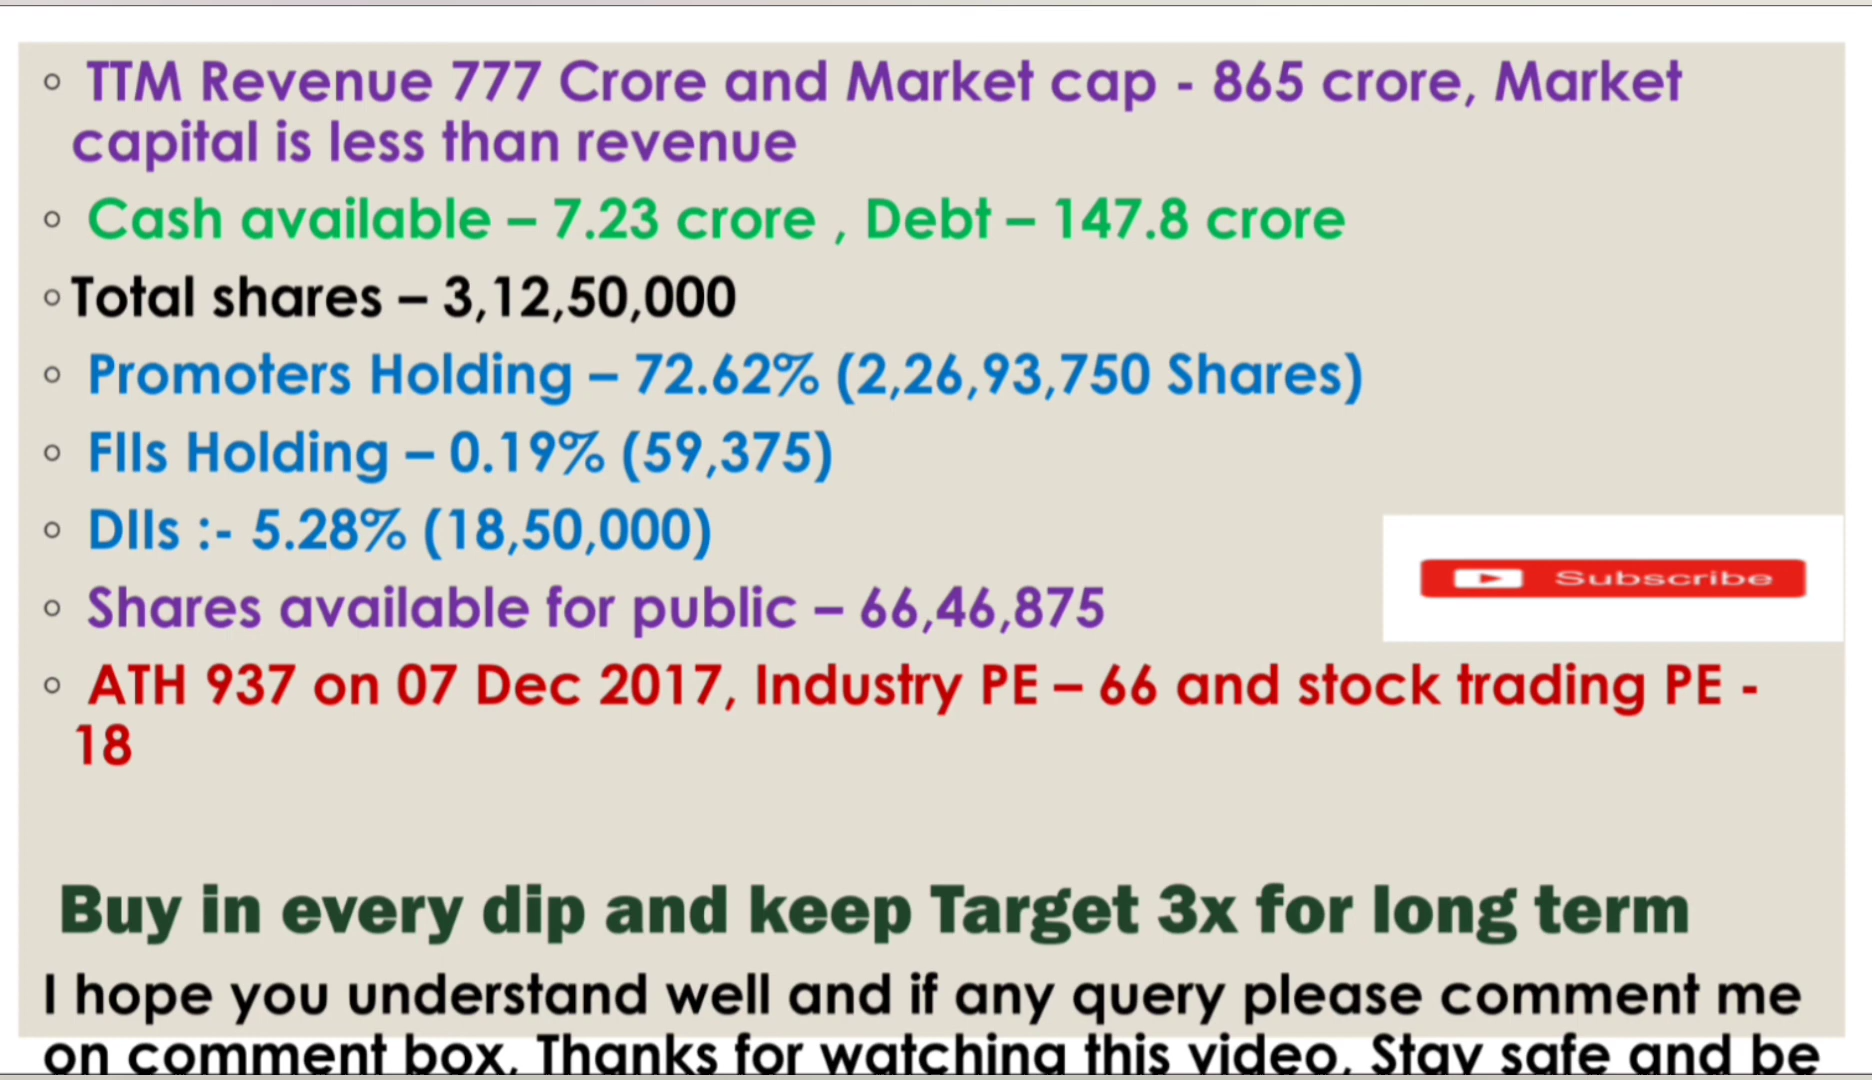 TTM Revenue 777 Crore and Market cap - 865 crore, Market
capital is less than revenue
Cash available – 7.23 crore , Debt – 147.8 crore
Total shares – 3,12,50,000
Promoters Holding – 72.62% (2,26,93,750 Shares)
FIIs Holding – 0.19% (59,375)
DIIs :- 5.28% (18,50,000)
Subscribe
Shares available for public – 66,46,875
ATH 937 on 07 Dec 2017, Industry PE – 66 and stock trading PE -
18
Buy in every dip and keep Target 3x for long term
I hope you understand well and if any query please comment me
on comment box. Thanks for watching this video. Stay safe and be